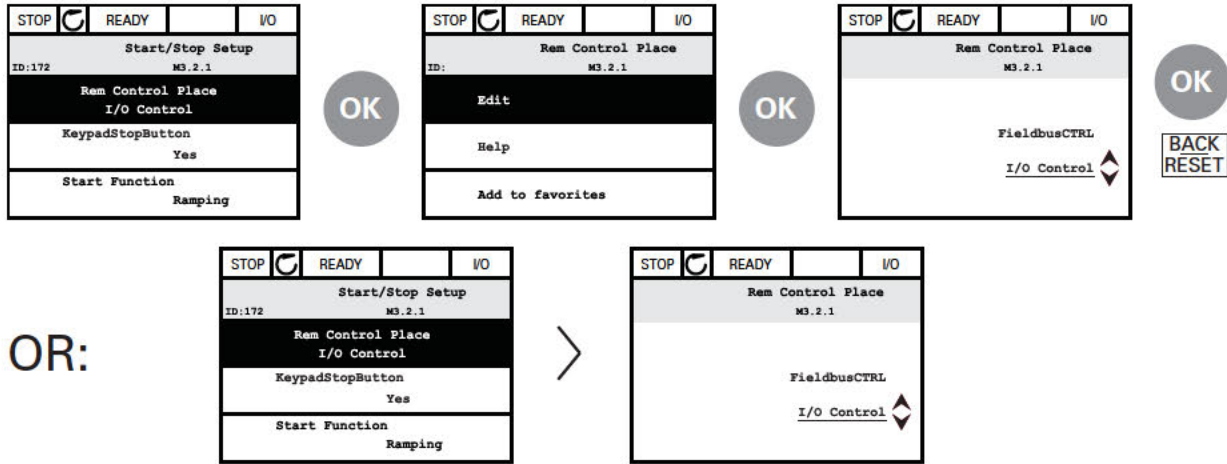 STOP READY I/O
Start/Stop Setup
ID:172 M3.2.1
Rem Control Place
I/O Control
KeypadStopButton
Yes
Start Function
Ramping
OK
STOP READY I/O
Rem Control Place
ID: M3.2.1
Edit
Help
Add to favorites
OK
STOP READY I/O
Rem Control Place
M3.2.1
FieldbusCTRL
I/O Control
OK
BACK
RESET
OR:
STOP READY I/O
Start/Stop Setup
ID:172 M3.2.1
Rem Control Place
I/O Control
KeypadStopButton
Yes
Start Function
Ramping
STOP READY I/O
Rem Control Place
M3.2.1
FieldbusCTRL
I/O Control